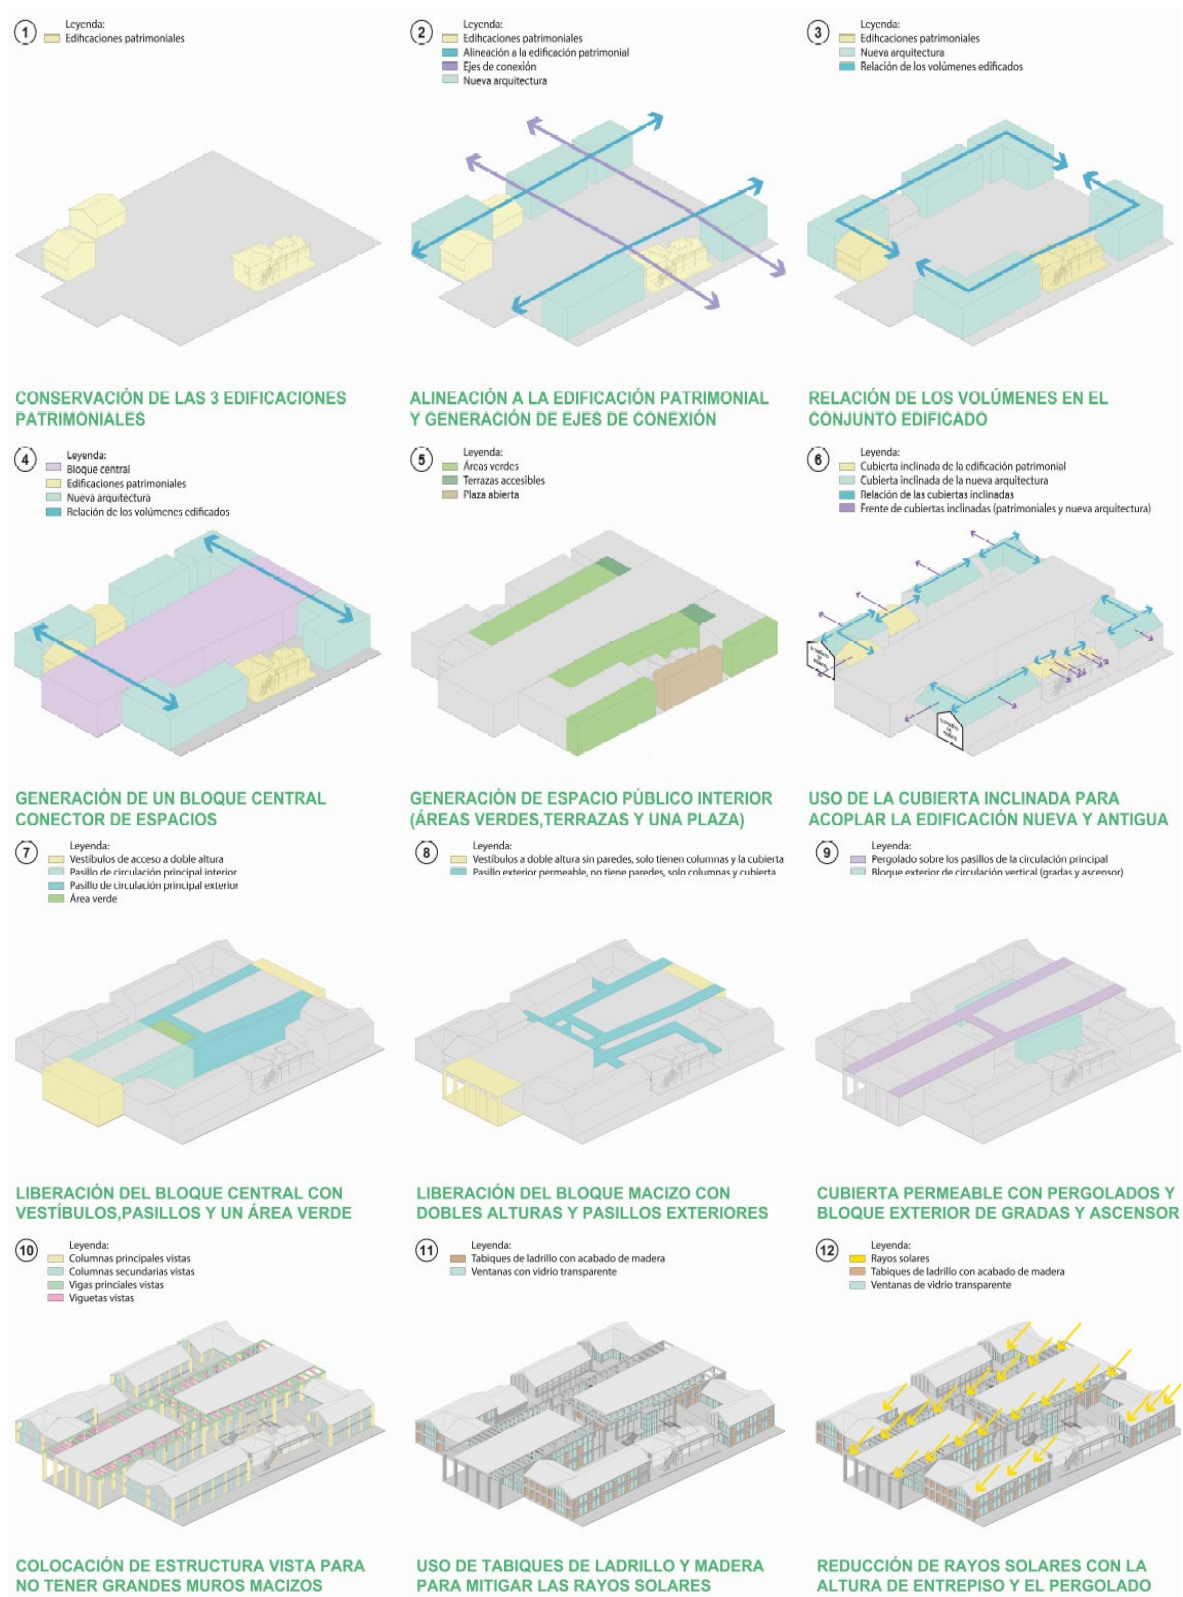 1
Leyenda:
Edifcaciones patrimoniales
CONSERVACIÓN DE LAS 3 EDIFICACIONES
PATRIMONIALES
2
Leyenda:
Edifcaciones patrimoniales
Alineación a la edificación patrimonial
Ejes de conexión
Nueva arquitectura
ALINEACIÓN A LA EDIFICACIÓN PATRIMONIAL
Y GENERACIÓN DE EJES DE CONEXIÓN
3
Leyenda:
Edifcaciones patrimoniales
Nueva arquitectura
Relación de los volúmenes edificados
RELACIÓN DE LOS VOLÚMENES EN EL
CONJUNTO EDIFICADO
4
Leyenda:
Bloque central
Edificaciones patrimoniales
Nueva arquitectura
Relación de los volúmenes edificados
GENERACIÓN DE UN BLOQUE CENTRAL
CONECTOR DE ESPACIOS
5
Leyenda:
Áreas verdes
Terrazas accesibles
Plaza abierta
GENERACIÓN DE ESPACIO PÚBLICO INTERIOR
(ÁREAS VERDES,TERRAZAS Y UNA PLAZA)
6
Leyenda:
Cubierta inclinada de la edificación patrimonial
Cubierta inclinada de la nueva arquitectura
Relación de las cubiertas inclinadas
Frente de cubiertas inclinadas (patrimoniales y nueva arquitectura)
USO DE LA CUBIERTA INCLINADA PARA
ACOPLAR LA EDIFICACIÓN NUEVA Y ANTIGUA
7
Leyenda:
Vestíbulos de acceso a doble altura
Pasillo de circulación principal interior
Pasillo de circulación principal exterior
Área verde
LIBERACIÓN DEL BLOQUE CENTRAL CON
VESTÍBULOS,PASILLOS Y UN ÁREA VERDE
8
Leyenda:
Vestíbulos a doble altura sin paredes, solo tienen columnas y la cubierta
Pasillo exterior permeable, no tiene paredes, solo columnas y cubierta
LIBERACIÓN DEL BLOQUE MACIZO CON
DOBLES ALTURAS Y PASILLOS EXTERIORES
9
Leyenda:
Pergolado sobre los pasillos de la circulación principal
Bloque exterior de circulación vertical (gradas y ascensor)
CUBIERTA PERMEABLE CON PERGOLADOS Y
BLOQUE EXTERIOR DE GRADAS Y ASCENSOR
10
Leyenda:
Columnas principales vistas
Columnas secundarias vistas
Vigas princiales vistas
Viguetas vistas
COLOCACIÓN DE ESTRUCTURA VISTA PARA
NO TENER GRANDES MUROS MACIZOS
11
Leyenda:
Tabiques de ladrillo con acabado de madera
Ventanas con vidrio transparente
USO DE TABIQUES DE LADRILLO Y MADERA
PARA MITIGAR LAS RAYOS SOLARES
12
Leyenda:
Rayos solares
Tabiques de ladrillo con acabado de madera
Ventanas de vidrio transparente
REDUCCIÓN DE RAYOS SOLARES CON LA
ALTURA DE ENTREPISO Y EL PERGOLADO